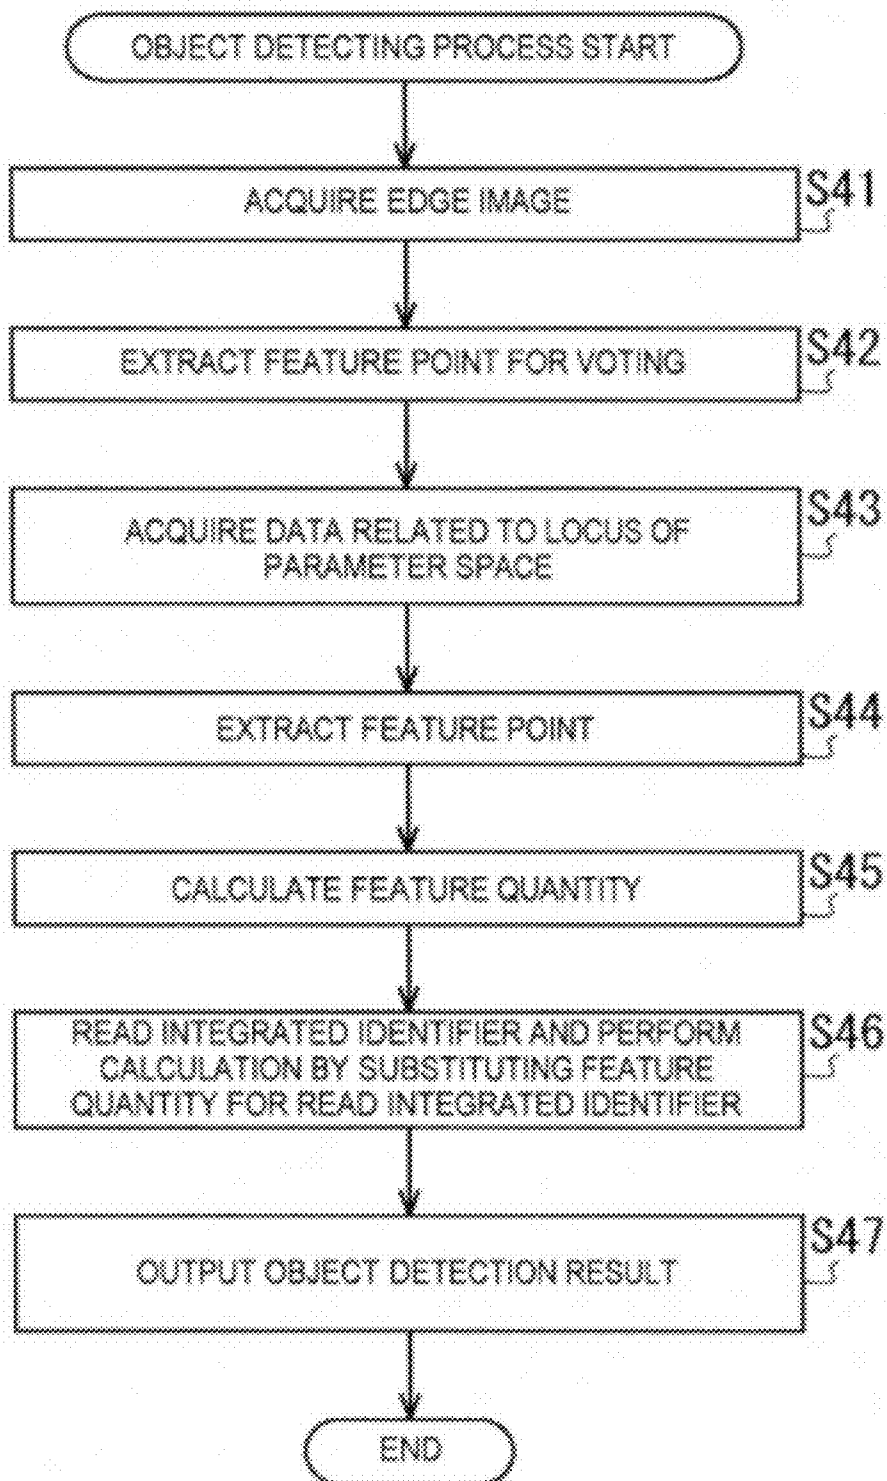 OBJECT DETECTING PROCESS START
S41
ACQUIRE EDGE IMAGE
S42
EXTRACT FEATURE POINT FOR VOTING
S43
ACQUIRE DATA RELATED TO LOCUS OF
PARAMETER SPACE
S44
EXTRACT FEATURE POINT
S45
CALCULATE FEATURE QUANTITY
S46
READ INTEGRATED IDENTIFIER AND PERFORM
CALCULATION BY SUBSTITUTING FEATURE
QUANTITY FOR READ INTEGRATED IDENTIFIER
S47
OUTPUT OBJECT DETECTION RESULT
END